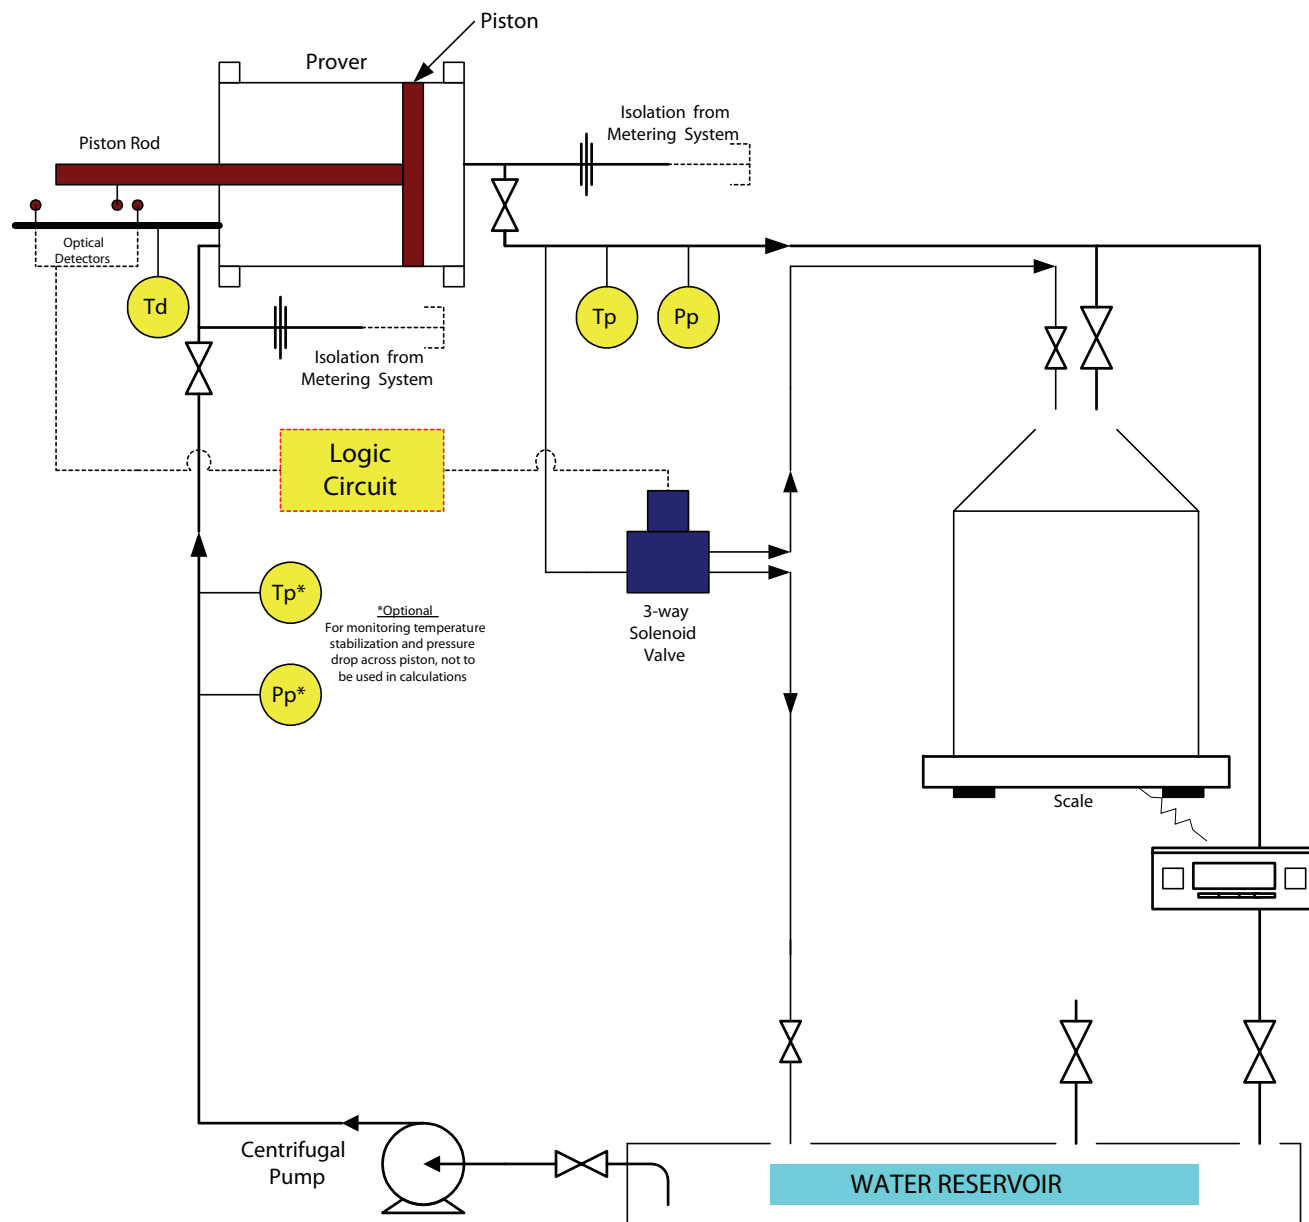 Piston
Prover
Isolation from
Metering System
Piston Rod
Optical
Detectors
Td
Tp
Pp
Isolation from
Metering System
Logic
Circuit
Tp*
*Optional
For monitoring temperature
stabilization and pressure
drop across piston, not to
be used in calculations
3-way
Solenoid
Valve
Pp*
Scale
Centrifugal
Pump
WATER RESERVOIR